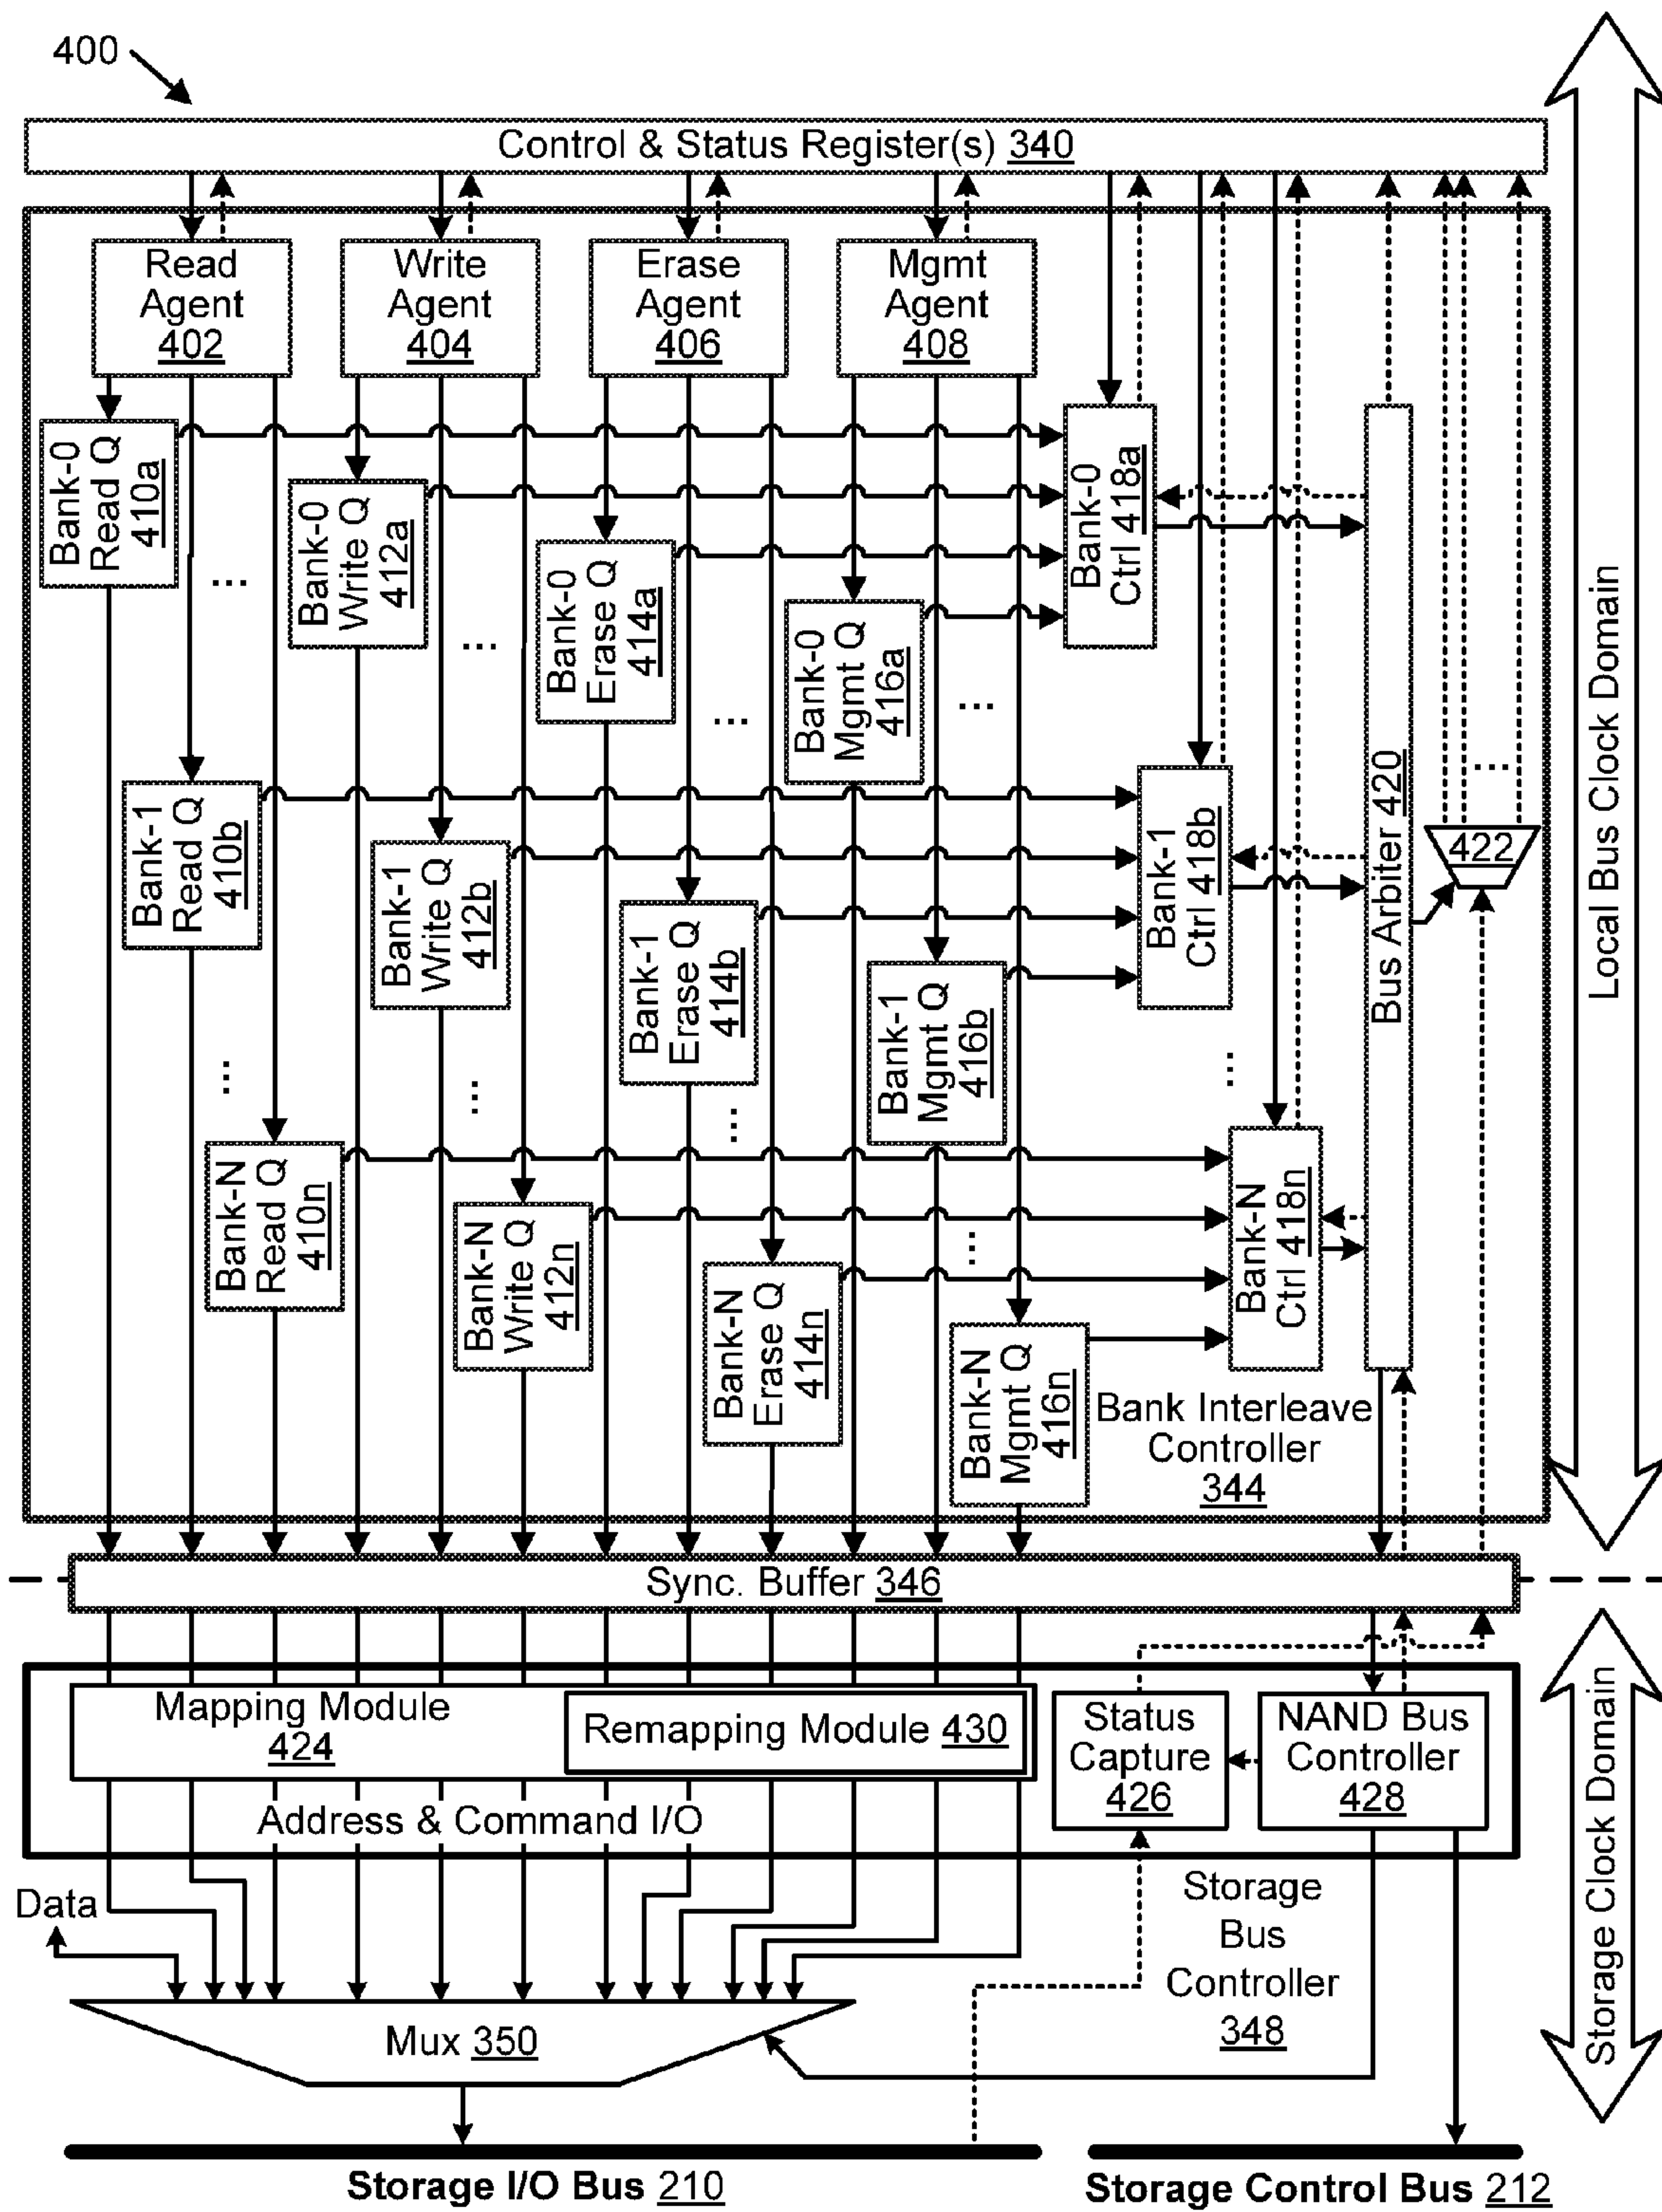 400
Control & Status Register(s) 340
Read
Agent
402
Write
Agent
404
Erase
Agent
406
Mgmt
Agent
408
Bank-0
Read Q
410a
Bank-0
Write Q
412a
Bank-0
Erase Q
414a
Bank-0
Mgmt Q
416a
Bank-0
Ctrl 418a
...
...
...
...
Bank-1
Read Q
410b
Bank-1
Write Q
412b
Bank-1
Erase Q
414b
Bank-1
Mgmt Q
416b
Bank-1
Ctrl 418b
Bus Arbiter 420
...
422
Local Bus Clock Domain
...
...
...
...
...
Bank-N
Read Q
410n
Bank-N
Write Q
412n
Bank-N
Erase Q
414n
Bank-N
Mgmt Q
416n
Bank-N
Ctrl 418n
Bank Interleave
Controller
344
Sync. Buffer 346
Mapping Module
424
Remapping Module 430
Status
Capture
426
NAND Bus
Controller
428
Address & Command I/O
Storage Clock Domain
Data
Storage
Bus
Controller
348
Mux 350
Storage I/O Bus 210
Storage Control Bus 212